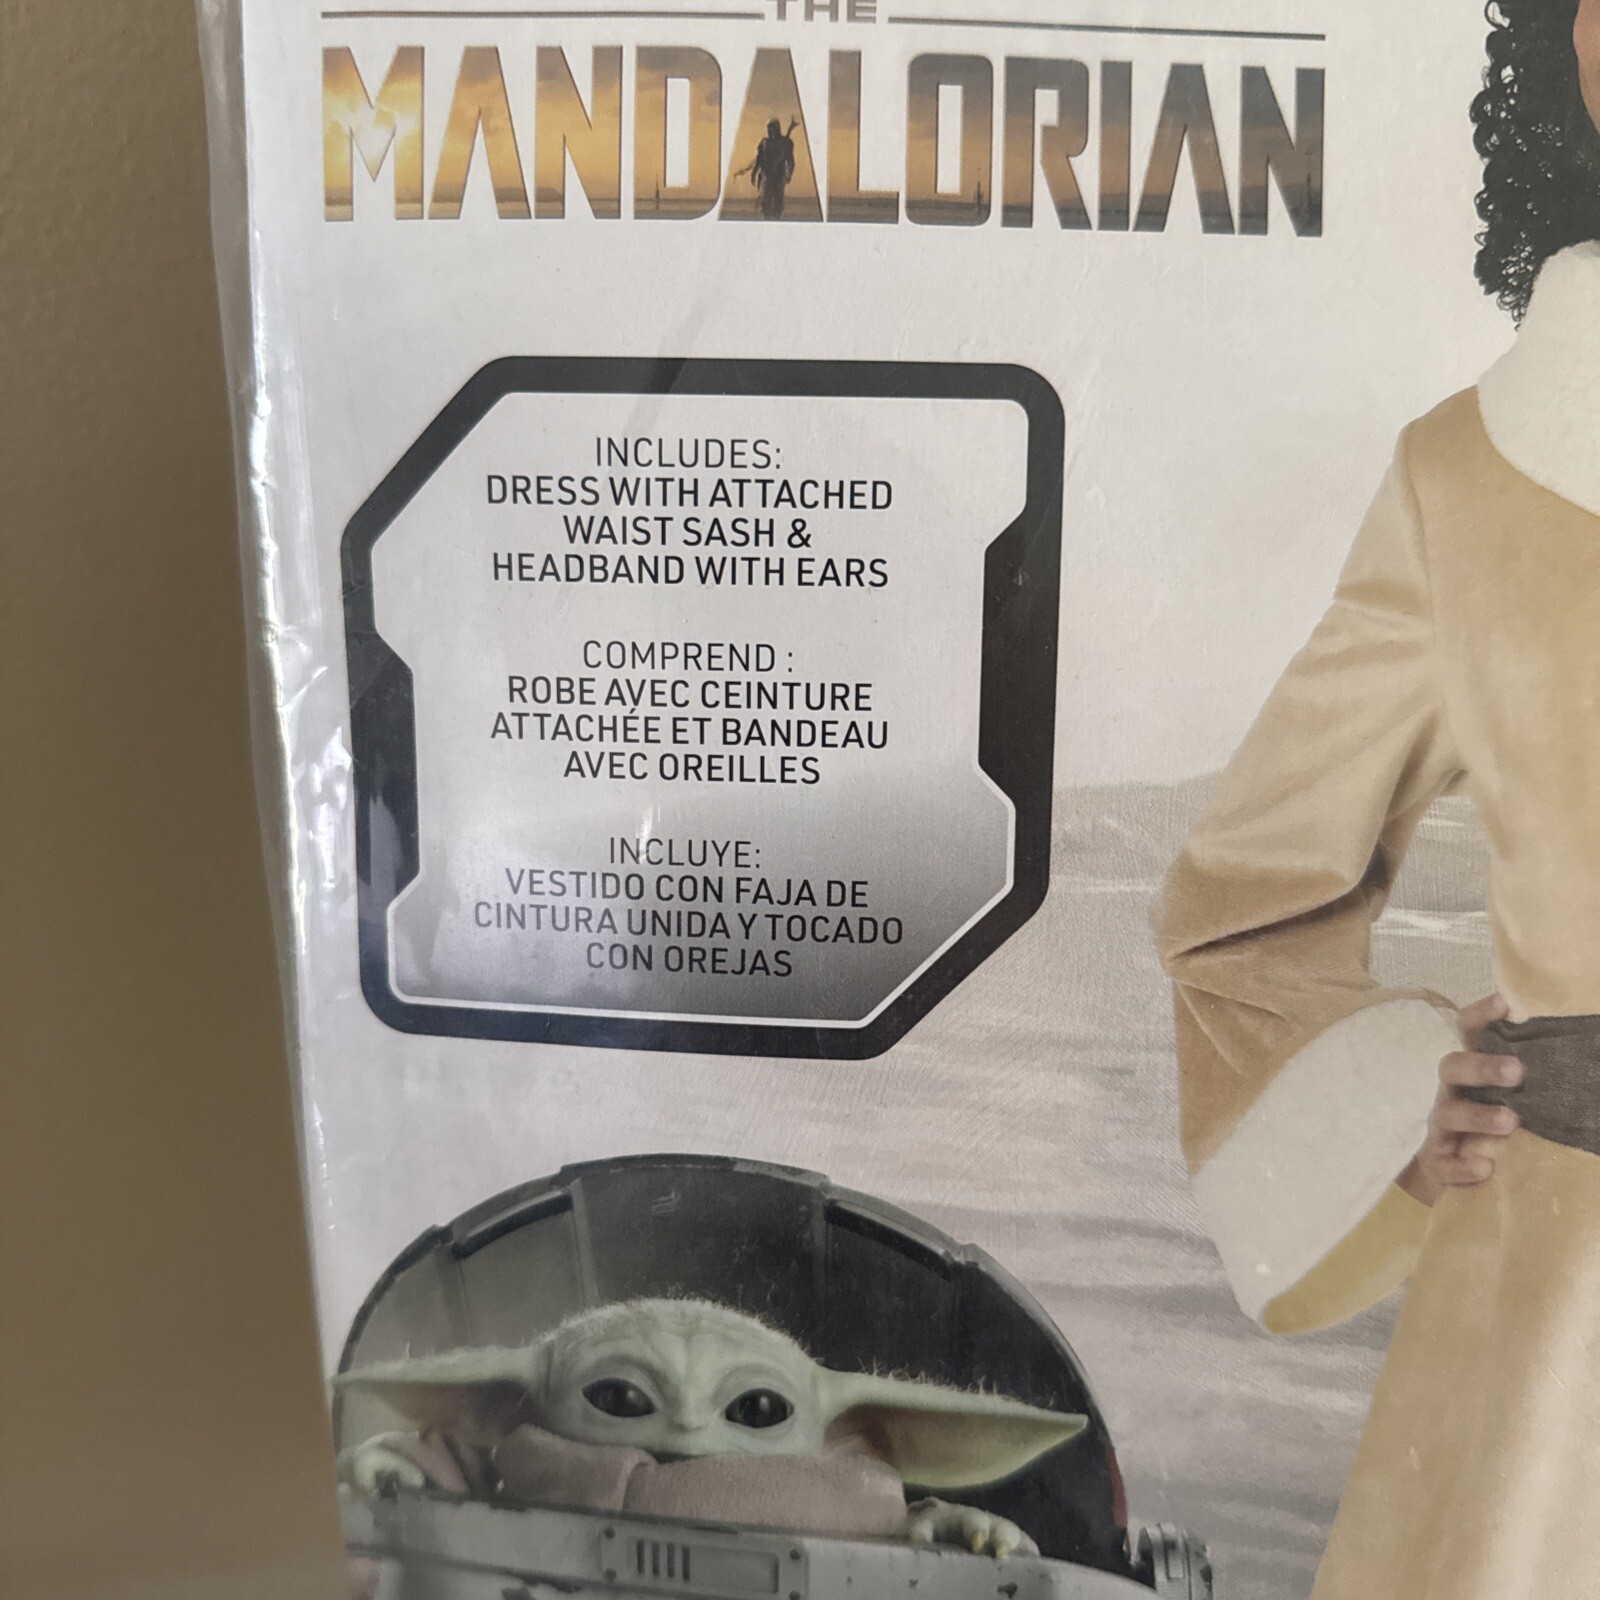 THE
MANDALORIAN
INCLUDES:
DRESS WITH ATTACHED
WAIST SASH &
HEADBAND WITH EARS
COMPREND :
ROBE AVEC CEINTURE
ATTACHÉE ET BANDEAU
AVEC OREILLES
INCLUYE:
VESTIDO CON FAJA DE
CINTURA UNIDA Y TOCADO
CON OREJAS